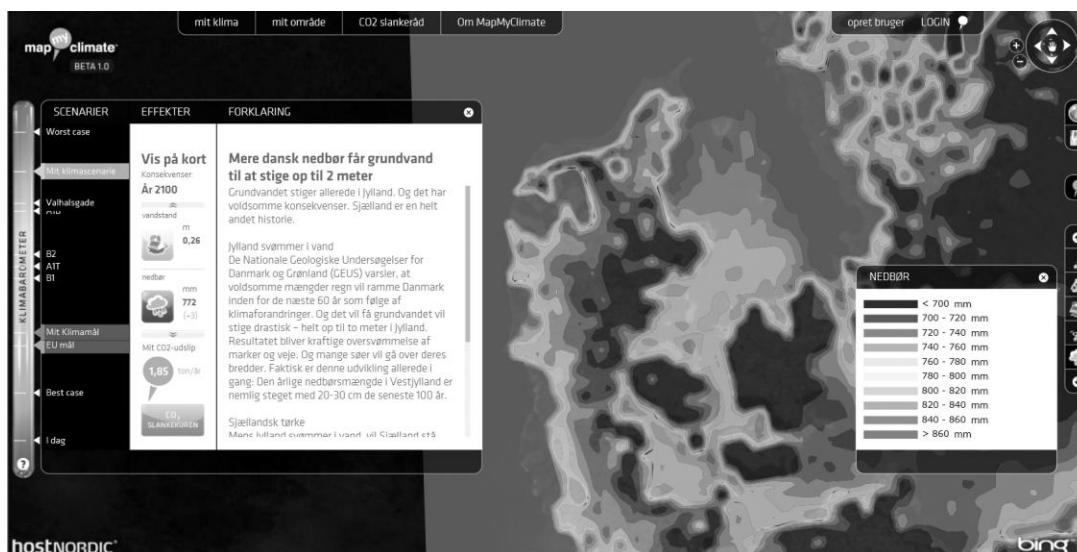 mit klima
mit område
CO2 slankeråd
Om MapMyClimate
opret bruger
LOGIN
map my climate
BETA 1.0
SCENARIER
EFFEKTER
FORKLARING
KLIMABAROMETER
Worst case
Mit klimascenarie
Valhalsgade
B2
A1T
B1
Mit Klimamål
EU mål
Best case
I dag
?
Vis på kort
Konsekvenser:
År 2100
vandstand
m
0,26
nedbør
mm
772
(+3)
Mit CO2-udslip
1,85 ton/år
CO2
SLANKEKUREN
Mere dansk nedbør får grundvand
til at stige op til 2 meter
Grundvandet stiger allerede i Jylland. Og det har
voldsomme konsekvenser. Sjælland er en helt
andet historie.
Jylland svømmer i vand
De Nationale Geologiske Undersøgelser for
Danmark og Grønland (GEUS) varsler, at
voldsomme mængder regn vil ramme Danmark
inden for de næste 60 år som følge af
klimaforandringer. Og det vil få grundvandet vil
stige drastisk – helt op til to meter i Jylland.
Resultatet bliver kraftige oversvømmelse af
marker og veje. Og mange søer vil gå over deres
bredder. Faktisk er denne udvikling allerede i
gang: Den årlige nedbørsmængde i Vestjylland er
nemlig steget med 20-30 cm de seneste 100 år.
Sjællandsk tørke
Mens Jylland svømmer i vand, vil Sjælland stå
NEDBØR
< 700 mm
700 - 720 mm
720 - 740 mm
740 - 760 mm
760 - 780 mm
780 - 800 mm
800 - 820 mm
820 - 840 mm
840 - 860 mm
> 860 mm
hostNORDIC
bing